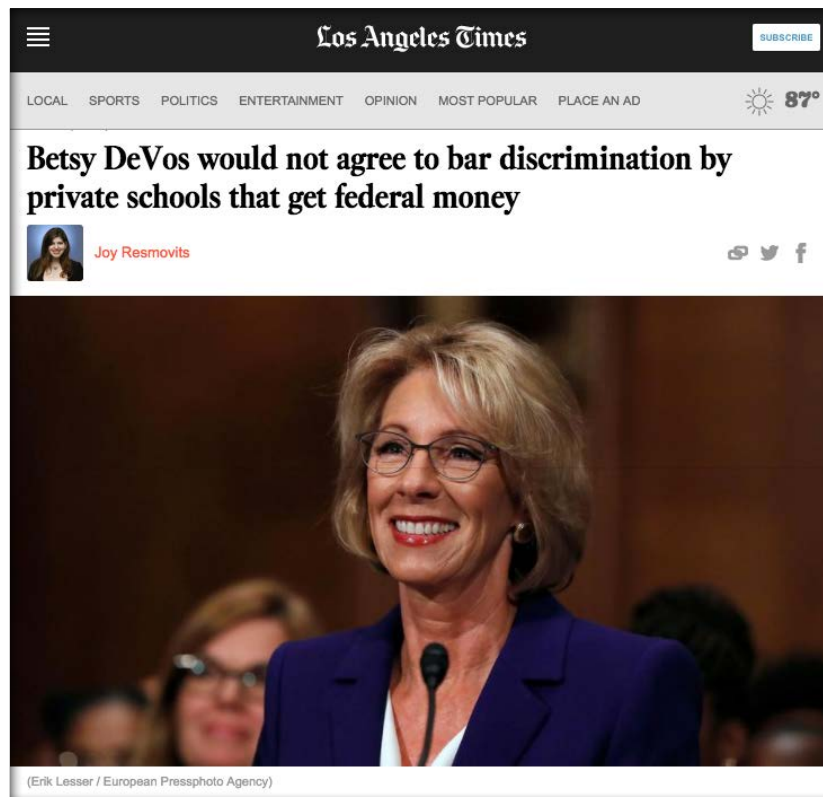 Los Angeles Times
SUBSCRIBE
LOCAL SPORTS POLITICS ENTERTAINMENT OPINION MOST POPULAR PLACE AN AD 87°
Betsy DeVos would not agree to bar discrimination by
private schools that get federal money
Joy Resmovits
(Erik Lesser / European Pressphoto Agency)